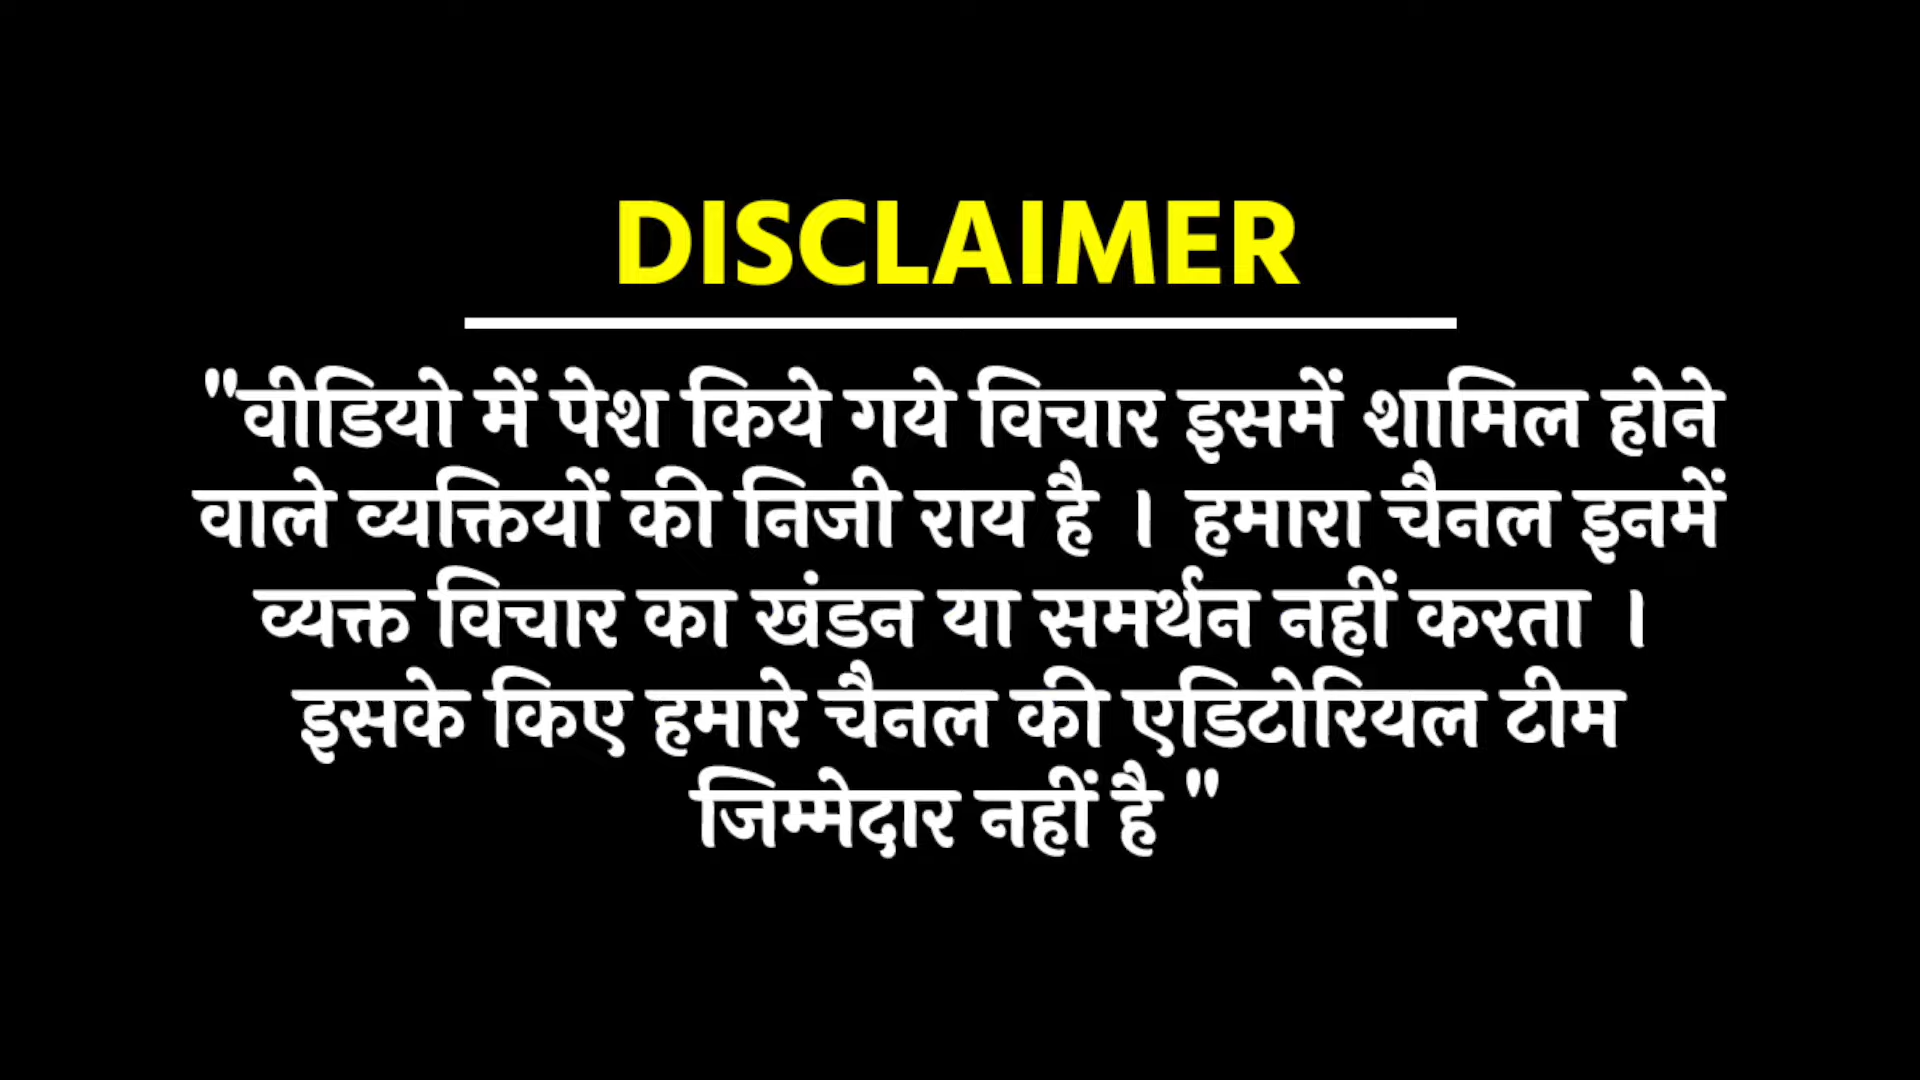 DISCLAIMER
"वीडियो में पेश किये गये विचार इसमें शामिल होने
वाले व्यक्तियों की निजी राय है । हमारा चैनल इनमें
व्यक्त विचार का खंडन या समर्थन नहीं करता ।
इसके किए हमारे चैनल की एडिटोरियल टीम
जिम्मेदार नहीं है "